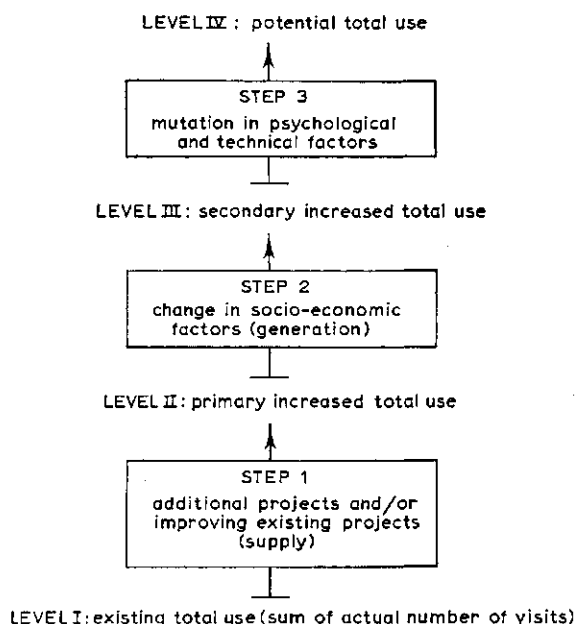 LEVEL IV : potential total use
STEP 3
mutation in psychological
and technical factors
LEVEL III : secondary increased total use
STEP 2
change in socio-economic
factors (generation)
LEVEL II : primary increased total use
STEP 1
additional projects and/or
improving existing projects
(supply)
LEVEL I : existing total use (sum of actual number of visits)